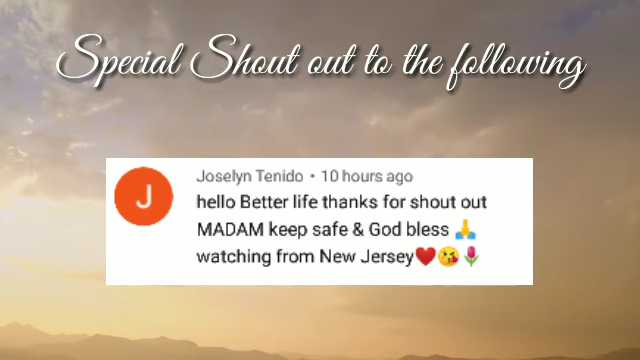 Special Shout out to the following
J
Joselyn Tenido • 10 hours ago
hello Better life thanks for shout out
MADAM keep safe & God bless 🙏
watching from New Jersey❤️😘🌷